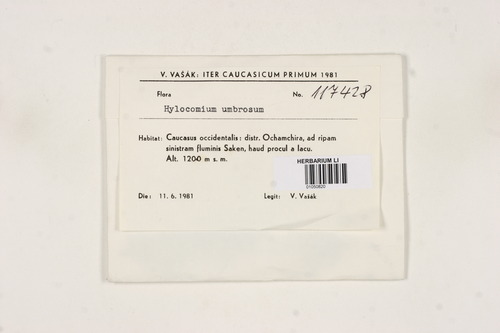 V. VAŠÁK: ITER CAUCASICUM PRIMUM 1981
Flora No. 117428
Hylocomium umbrosum
Habitat: Caucasus occidentalis: distr. Ochamchira, ad ripam
sinistram fluminis Saken, haud procul a lacu.
Alt. 1200 m s. m.
HERBARIUM LI
01050820
Die: 11. 6. 1981 Legit: V. Vašák